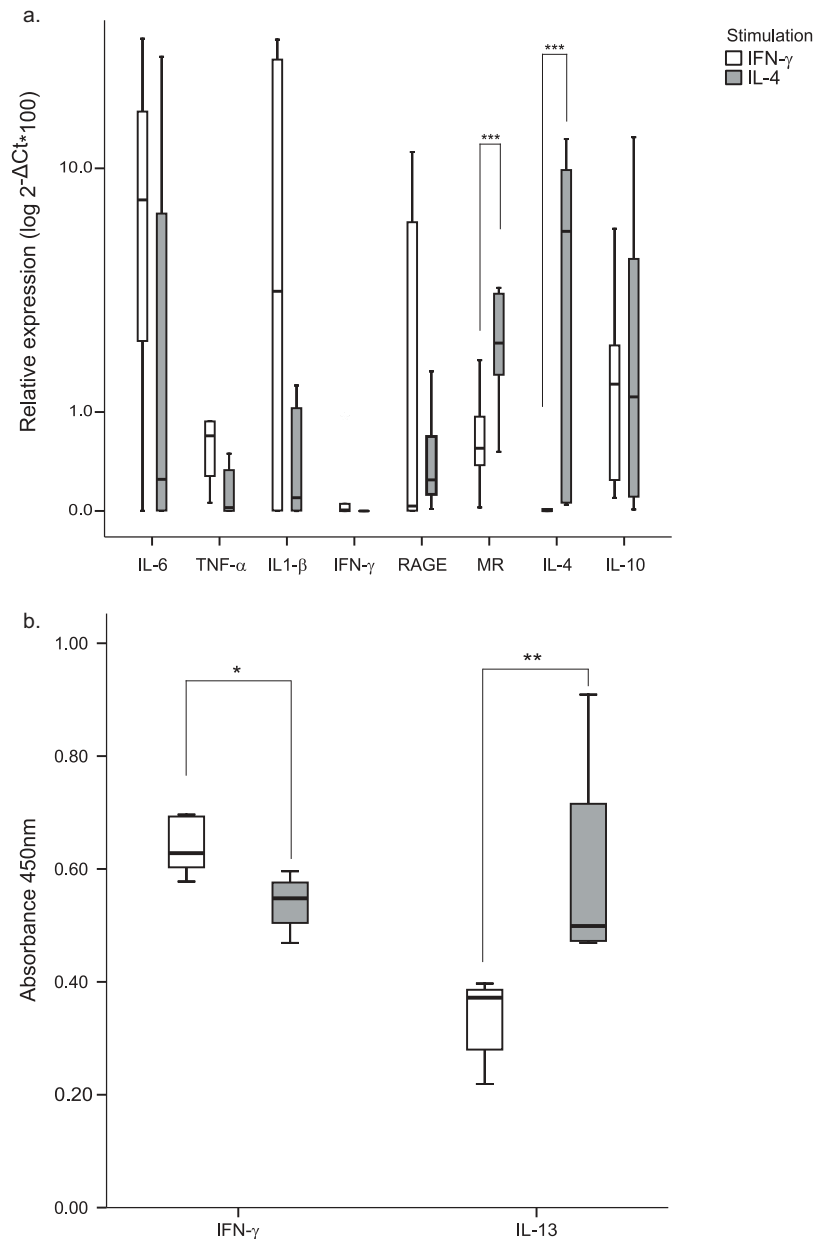 a.
Stimulation
IFN-γ
IL-4
***
***
Relative expression (log 2-ΔCt*100)
10.0
1.0
0.0
IL-6 TNF-α IL1-β IFN-γ RAGE MR IL-4 IL-10
b.
Absorbance 450nm
1.00
*
**
0.80
0.60
0.40
0.20
0.00
IFN-γ IL-13